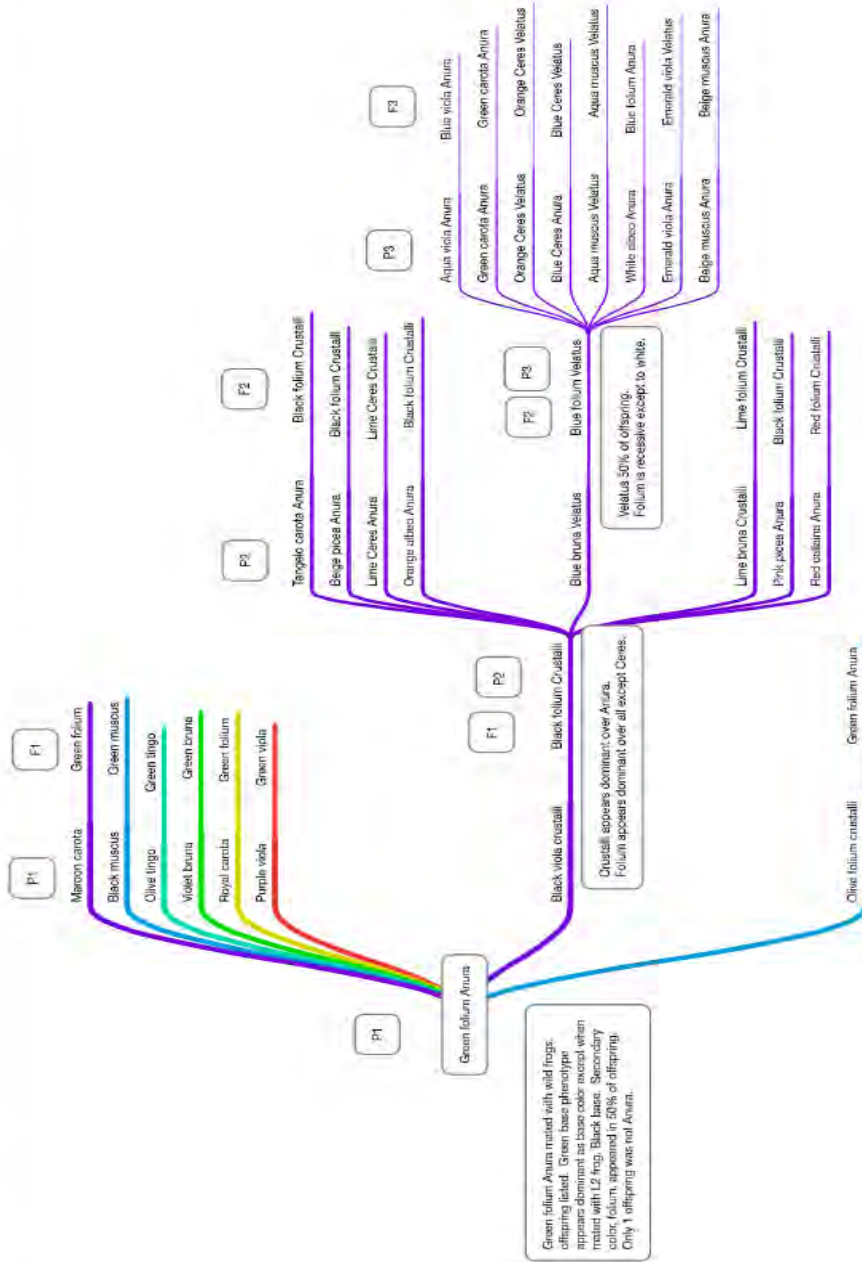 P1
F1
Maroon carota
Green folium
Black muscus
Green muscus
Olive tingo
Green tingo
Violet bruna
Green bruna
Royal carota
Green folium
Purple viola
Green viola
P1
Green folium Anura
Green folium Anura mated with wild frogs.
offspring listed. Green base phenotype
appears dominant as base color except when
mated with L2 frog, Black base. Secondary
color, folium, appeared in 50% of offspring.
Only 1 offspring was not Anura.
F1
P2
Black viola crustalli
Black folium Crustalli
Crustalli appears dominant over Anura.
Folium appears dominant over all except Ceres.
Olive folium crustalli
Green folium Anura
P2
F2
Tangelo carota Anura
Black folium Crustalli
Beige picea Anura
Black folium Crustalli
Lime Ceres Anura
Lime Ceres Crustalli
Orange albeo Anura
Black folium Crustalli
F2
P3
Blue bruna Velatus
Blue folium Velatus
Velatus 50% of offspring.
Folium is recessive except to white.
Lime bruna Crustalli
Lime folium Crustalli
Pink picea Anura
Black folium Crustalli
Red callaina Anura
Red folium Crustalli
P3
F3
Aqua viola Anura
Blue viola Anura
Green carota Anura
Green carota Anura
Orange Ceres Velatus
Orange Ceres Velatus
Blue Ceres Anura
Blue Ceres Velatus
Aqua muscus Velatus
Aqua muscus Velatus
White albeo Anura
Blue folium Anura
Emerald viola Anura
Emerald viola Velatus
Beige muscus Anura
Beige muscus Anura